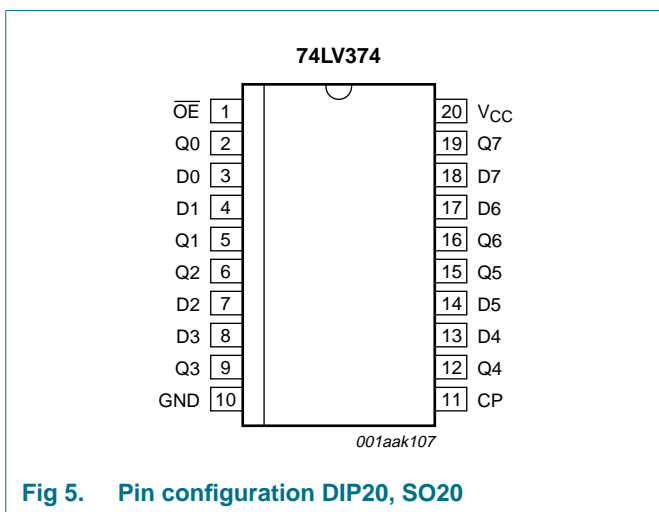 74LV374
OE 1 20 VCC
Q0 2 19 Q7
D0 3 18 D7
D1 4 17 D6
Q1 5 16 Q6
Q2 6 15 Q5
D2 7 14 D5
D3 8 13 D4
Q3 9 12 Q4
GND 10 11 CP
001aak107
Fig 5. Pin configuration DIP20, SO20